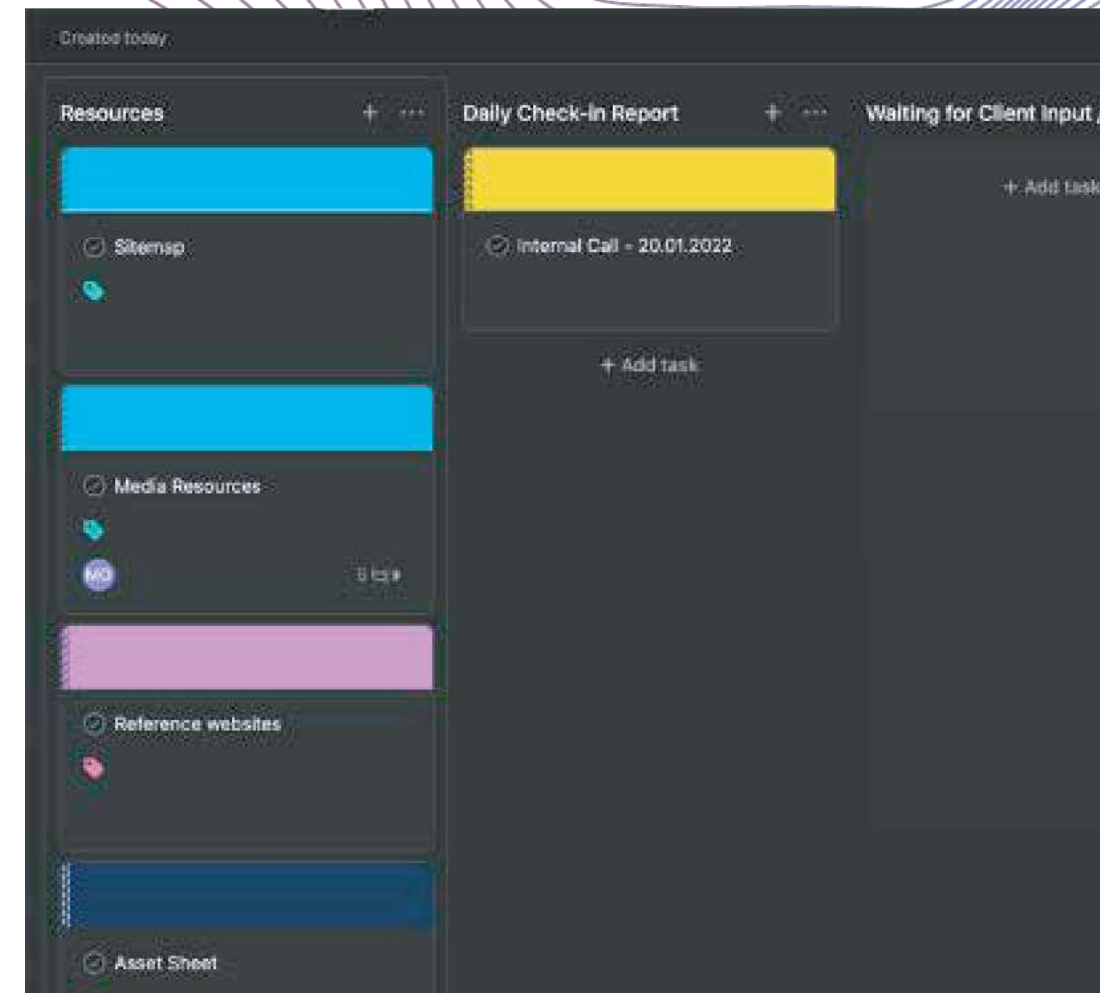 Created today
Resources
Daily Check-in Report
Waiting for Client Input /
+ Add task
Sitemap
Internal Call - 20.01.2022
+ Add task
Media Resources
MO
Reference websites
Asset Sheet